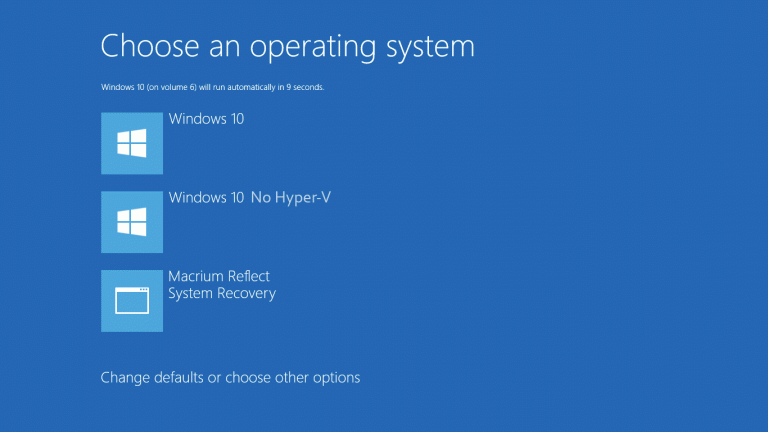 Choose an operating system
Windows 10 (on volume 6) will run automatically in 9 seconds.
Windows 10
Windows 10 No Hyper-V
Macrium Reflect
System Recovery
Change defaults or choose other options